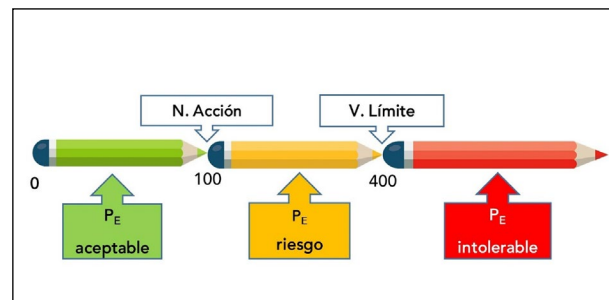 N. Acción
V. Límite
0
100
400
PE
aceptable
PE
riesgo
PE
intolerable